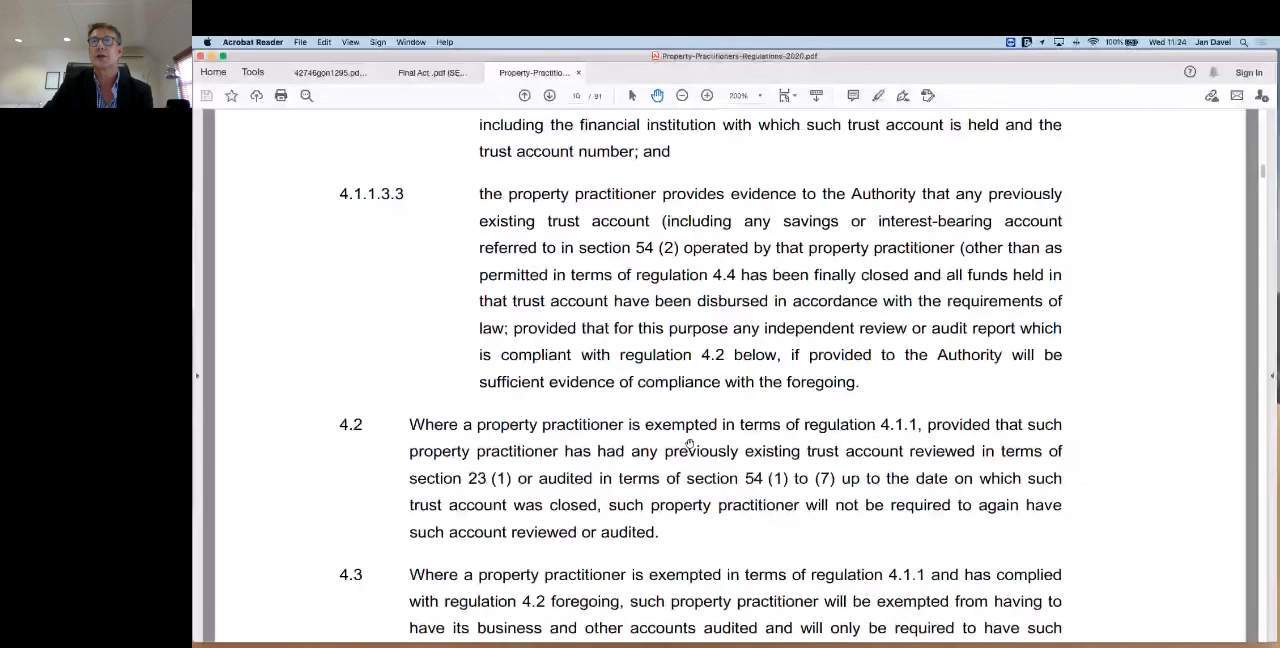 Acrobat Reader File Edit View Sign Window Help 100% Wed 11:24 Jan Davel
Property-Practitioners-Regulations-2020.pdf
Home Tools 42746gon1295.pd... Final Act .pdf (SE... Property-Practitio... × Sign In
/ 91 200%
including the financial institution with which such trust account is held and the
trust account number; and
4.1.1.3.3 the property practitioner provides evidence to the Authority that any previously
existing trust account (including any savings or interest-bearing account
referred to in section 54 (2) operated by that property practitioner (other than as
permitted in terms of regulation 4.4 has been finally closed and all funds held in
that trust account have been disbursed in accordance with the requirements of
law; provided that for this purpose any independent review or audit report which
is compliant with regulation 4.2 below, if provided to the Authority will be
sufficient evidence of compliance with the foregoing.
4.2 Where a property practitioner is exempted in terms of regulation 4.1.1, provided that such
property practitioner has had any previously existing trust account reviewed in terms of
section 23 (1) or audited in terms of section 54 (1) to (7) up to the date on which such
trust account was closed, such property practitioner will not be required to again have
such account reviewed or audited.
4.3 Where a property practitioner is exempted in terms of regulation 4.1.1 and has complied
with regulation 4.2 foregoing, such property practitioner will be exempted from having to
have its business and other accounts audited and will only be required to have such